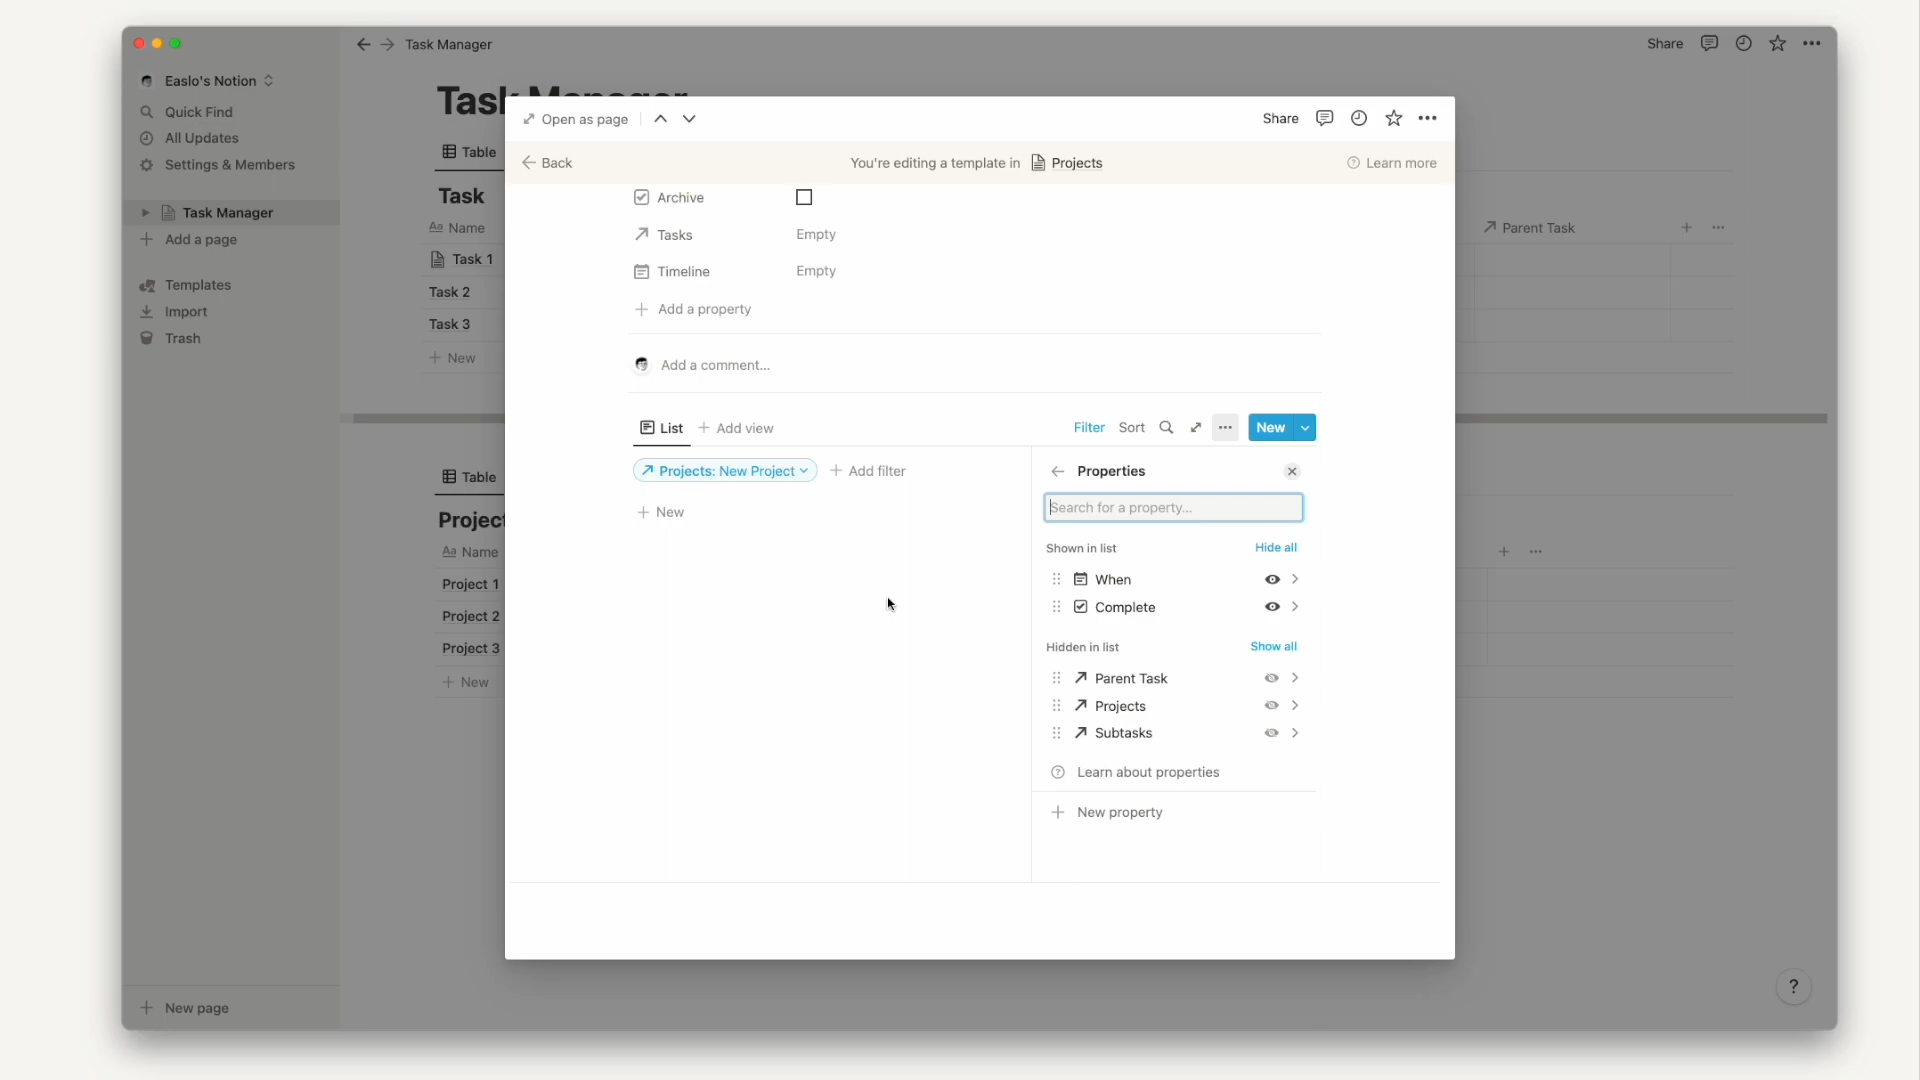 Easlo's Notion
Quick Find
All Updates
Settings & Members
Task Manager
Add a page
Templates
Import
Trash
New page
Task Manager
Share
Task Manager
Table
Task
Aa Name
Parent Task
Task 1
Task 2
Task 3
New
Table
Project
Aa Name
Project 1
Project 2
Project 3
New
Open as page
Share
Back
You're editing a template in Projects
Learn more
Archive
Tasks Empty
Timeline Empty
Add a property
Add a comment...
List Add view
Filter Sort New
Projects: New Project Add filter
New
Properties
Search for a property...
Shown in list Hide all
When
Complete
Hidden in list Show all
Parent Task
Projects
Subtasks
Learn about properties
New property
?